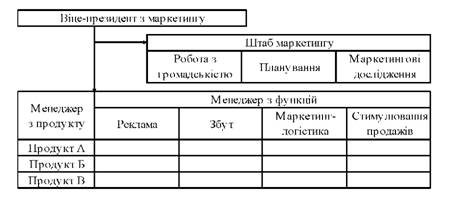 Віце-президент з маркетингу
Штаб маркетингу
Робота з
громадськістю
Планування
Маркетингові
дослідження
Менеджер
з продукту
Менеджер з функцій
Реклама
Збут
Маркетинг-
логістика
Стимулювання
продажів
Продукт А
Продукт Б
Продукт В